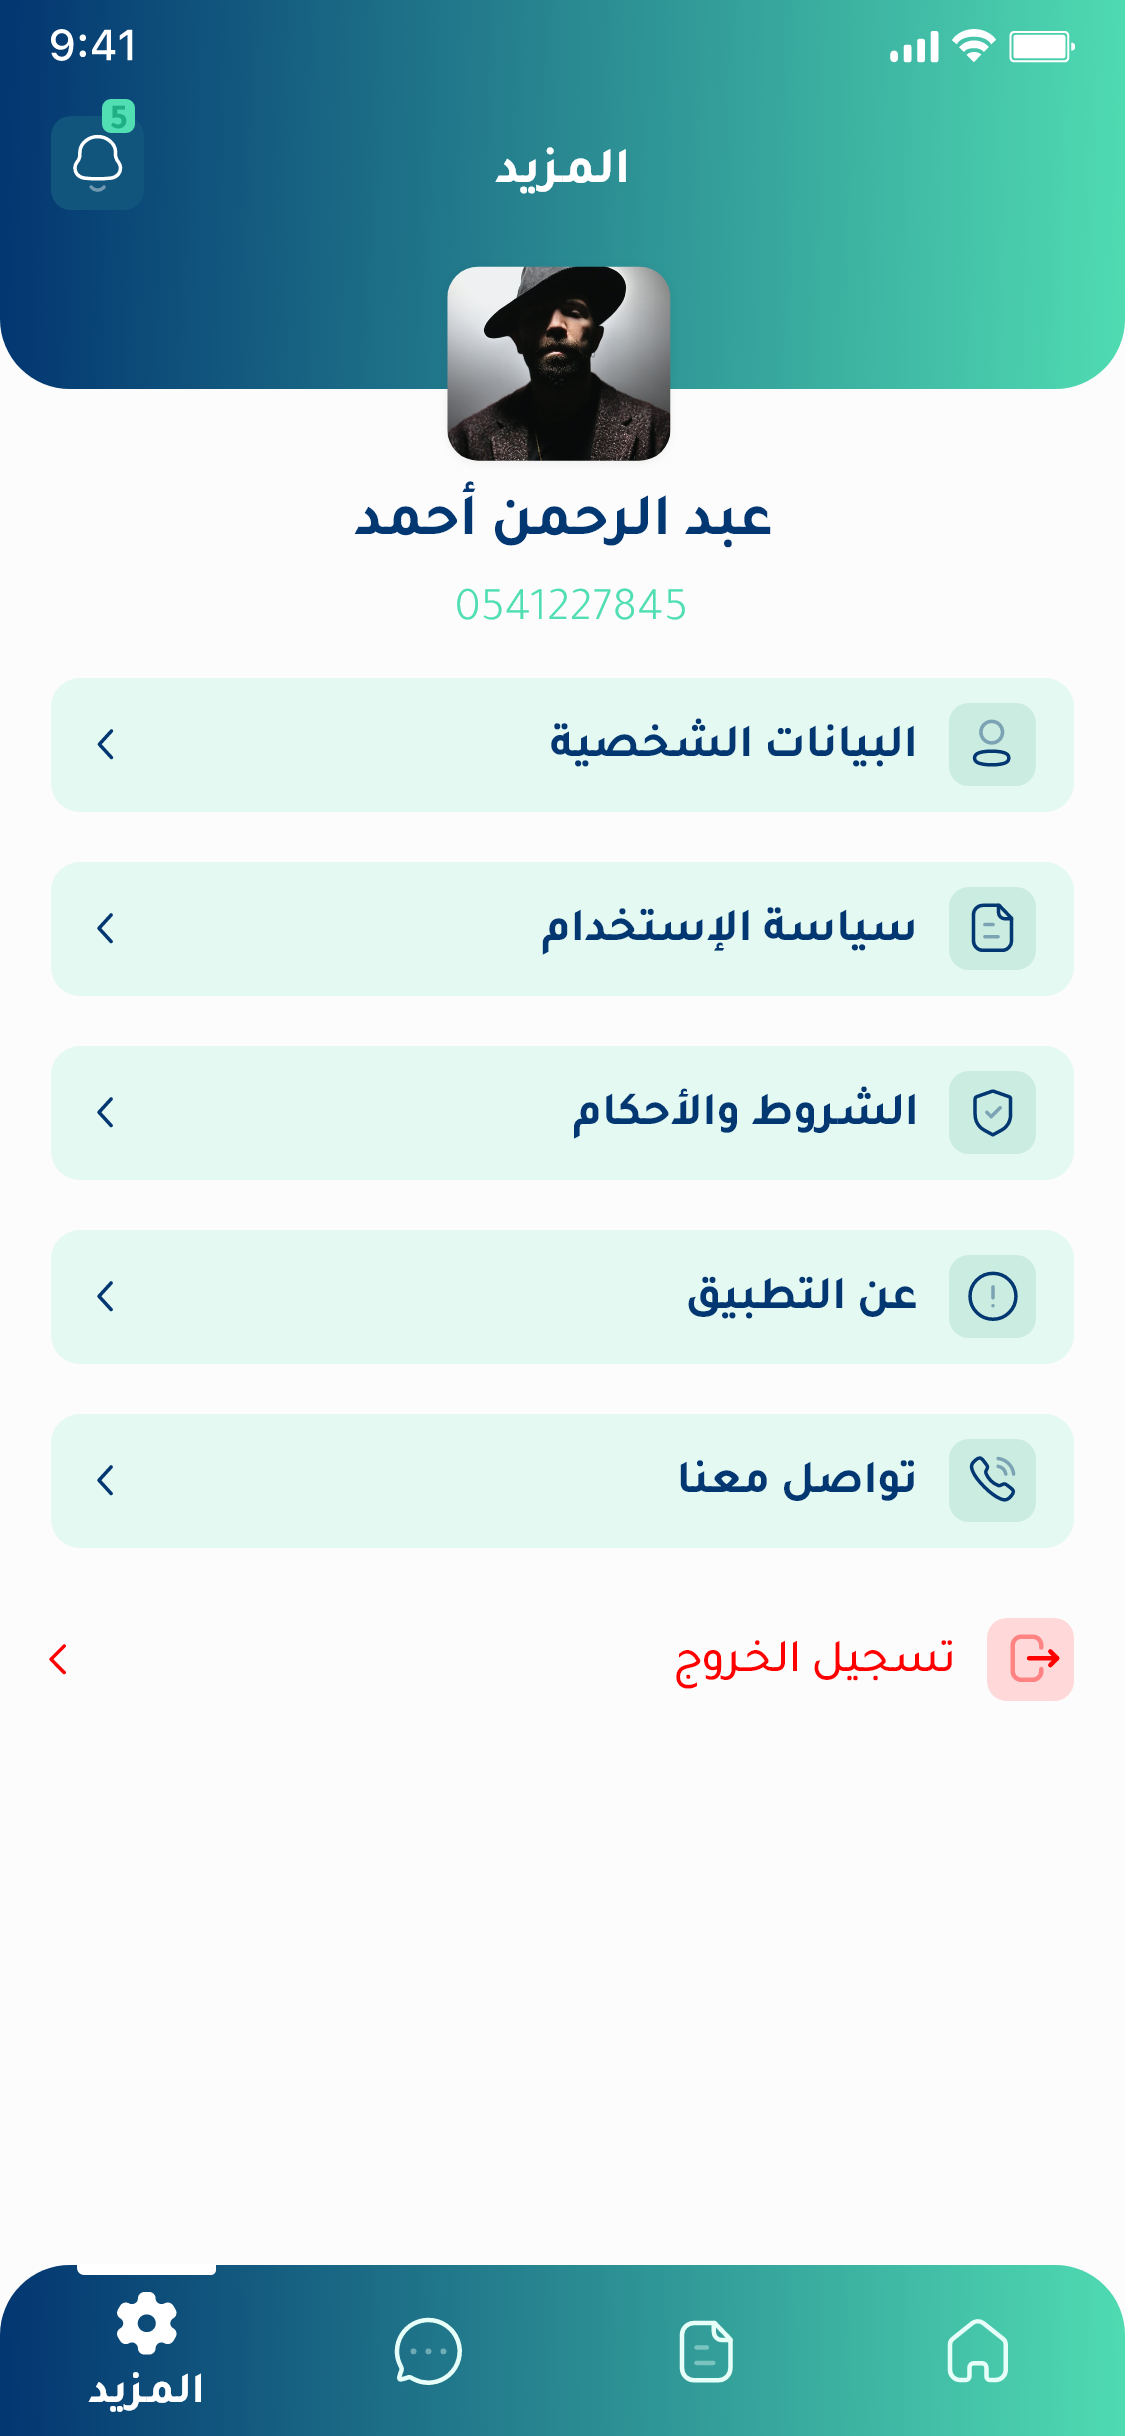 9:41
5
المزيد
عبد الرحمن أحمد
0541227845
البيانات الشخصية
سياسة الإستخدام
الشروط والأحكام
عن التطبيق
تواصل معنا
تسجيل الخروج
المزيد